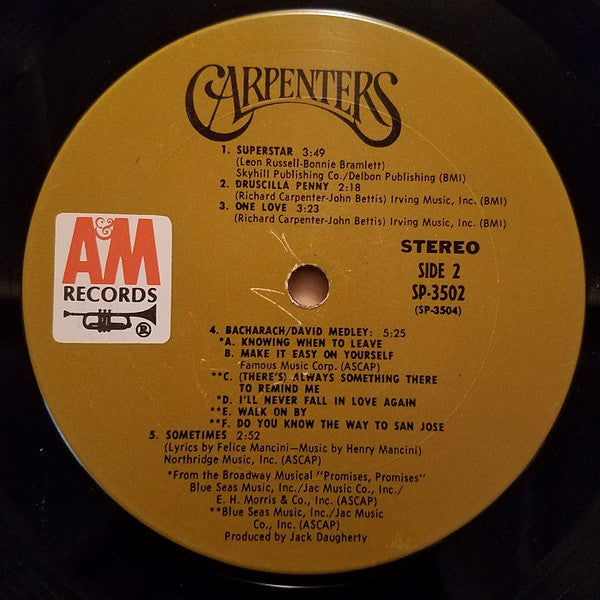 CARPENTERS
1. SUPERSTAR 3:49
(Leon Russell-Bonnie Bramlett)
Skyhill Publishing Co./Delbon Publishing (BMI)
2. DRUSCILLA PENNY 2:18
(Richard Carpenter-John Bettis) Irving Music, Inc. (BMI)
3. ONE LOVE 3:23
(Richard Carpenter-John Bettis) Irving Music, Inc. (BMI)
A&M
RECORDS
®
STEREO
SIDE 2
SP-3502
(SP-3504)
4. BACHARACH/DAVID MEDLEY: 5:25
*A. KNOWING WHEN TO LEAVE
B. MAKE IT EASY ON YOURSELF
Famous Music Corp. (ASCAP)
**C. (THERE'S) ALWAYS SOMETHING THERE
TO REMIND ME
*D. I'LL NEVER FALL IN LOVE AGAIN
**E. WALK ON BY
**F. DO YOU KNOW THE WAY TO SAN JOSE
5. SOMETIMES 2:52
(Lyrics by Felice Mancini—Music by Henry Mancini)
Northridge Music, Inc. (ASCAP)
*From the Broadway Musical "Promises, Promises"
Blue Seas Music, Inc./Jac Music Co., Inc./
E. H. Morris & Co., Inc. (ASCAP)
**Blue Seas Music, Inc./Jac Music
Co., Inc. (ASCAP)
Produced by Jack Daugherty